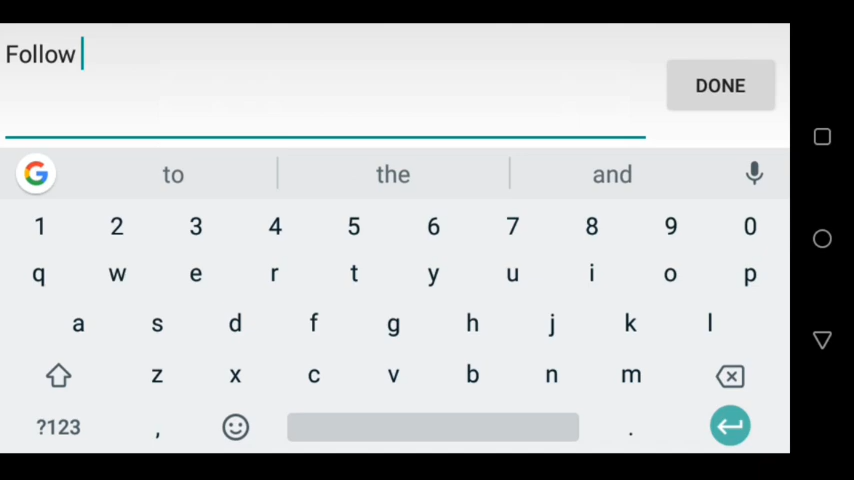 Follow
DONE
to the and
1 2 3 4 5 6 7 8 9 0
q w e r t y u i o p
a s d f g h j k l
z x c v b n m
?123 , .